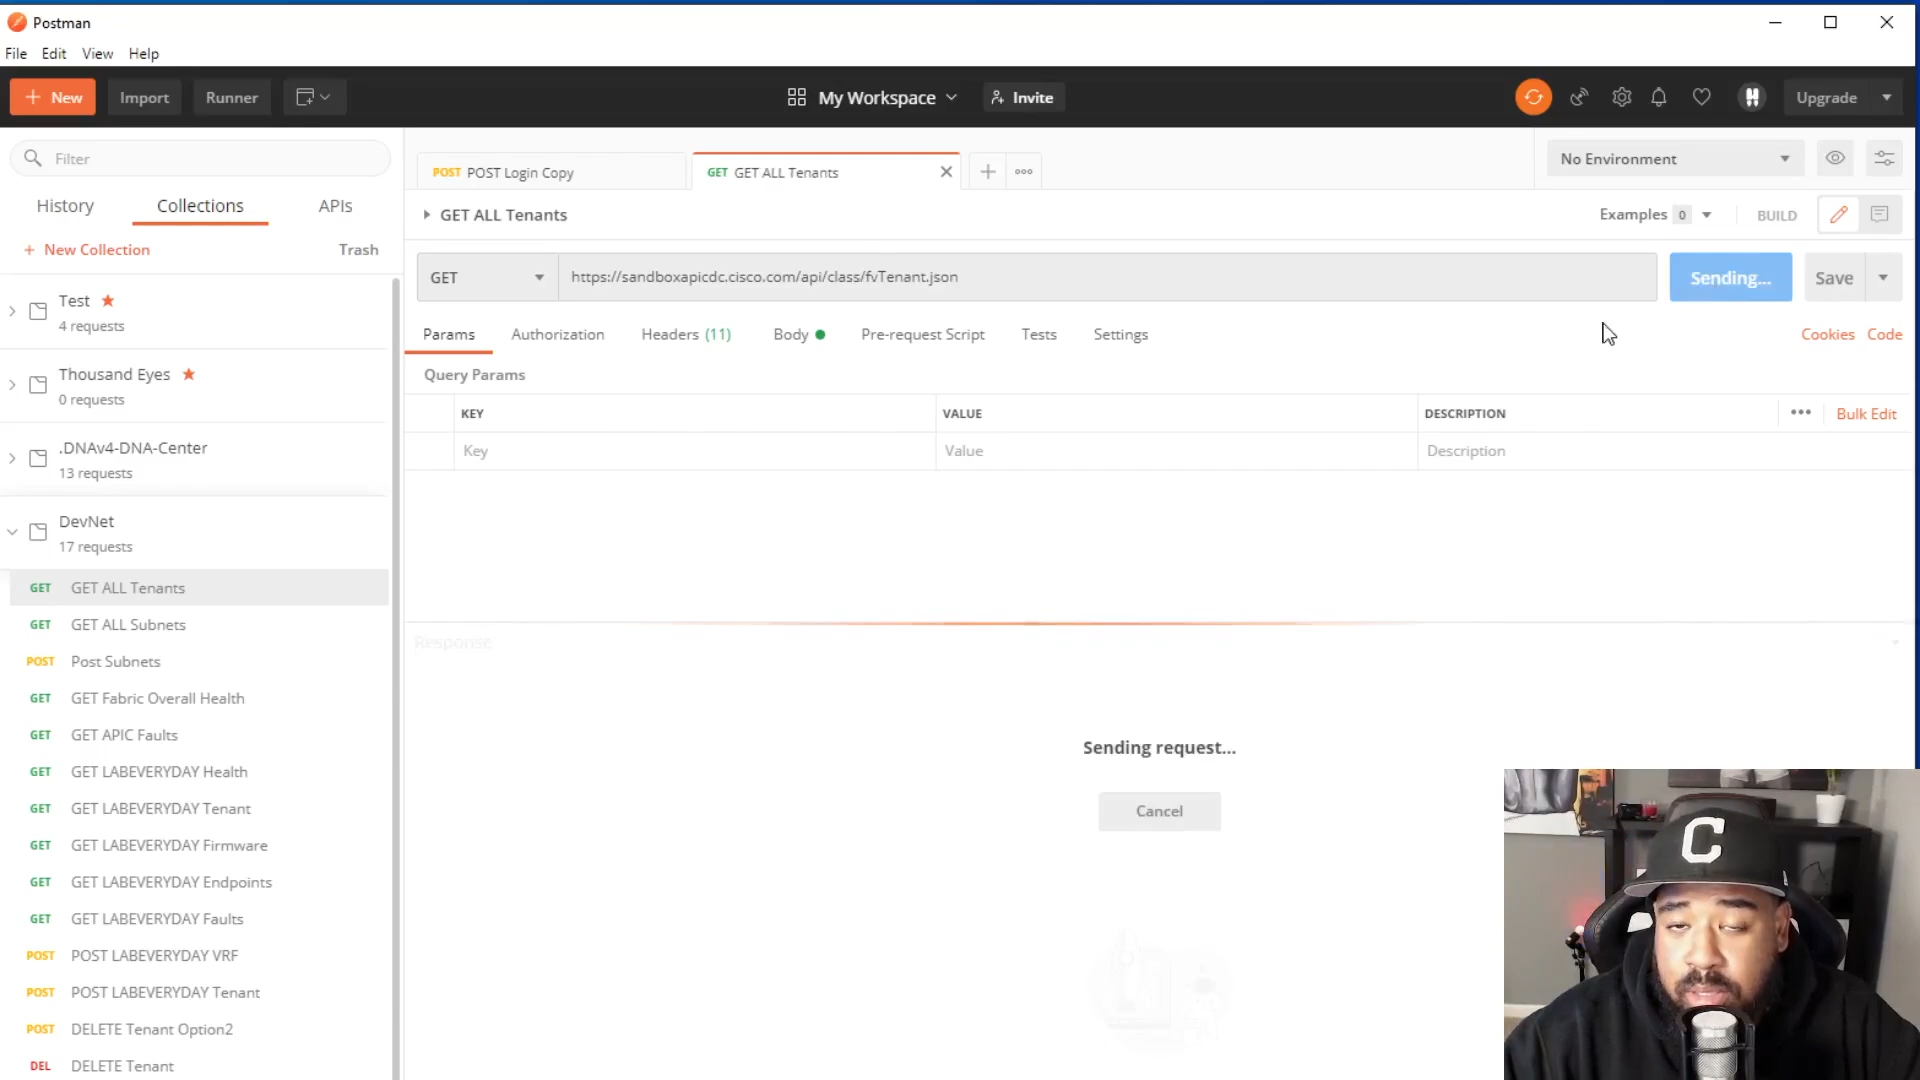 Postman
File Edit View Help
+ New Import Runner My Workspace Invite Upgrade
Filter
POST POST Login Copy GET GET ALL Tenants No Environment
History Collections APIs
GET ALL Tenants Examples 0 BUILD
+ New Collection Trash
GET https://sandboxapicdc.cisco.com/api/class/fvTenant.json Sending... Save
Test
4 requests
Params Authorization Headers (11) Body Pre-request Script Tests Settings Cookies Code
Thousand Eyes
0 requests
Query Params
KEY VALUE DESCRIPTION Bulk Edit
Key Value Description
.DNAv4-DNA-Center
13 requests
DevNet
17 requests
GET GET ALL Tenants
GET GET ALL Subnets
Response
POST Post Subnets
GET GET Fabric Overall Health
GET GET APIC Faults
Sending request...
GET GET LABEVERYDAY Health
GET GET LABEVERYDAY Tenant
Cancel
GET GET LABEVERYDAY Firmware
C
GET GET LABEVERYDAY Endpoints
GET GET LABEVERYDAY Faults
POST POST LABEVERYDAY VRF
POST POST LABEVERYDAY Tenant
POST DELETE Tenant Option2
DEL DELETE Tenant